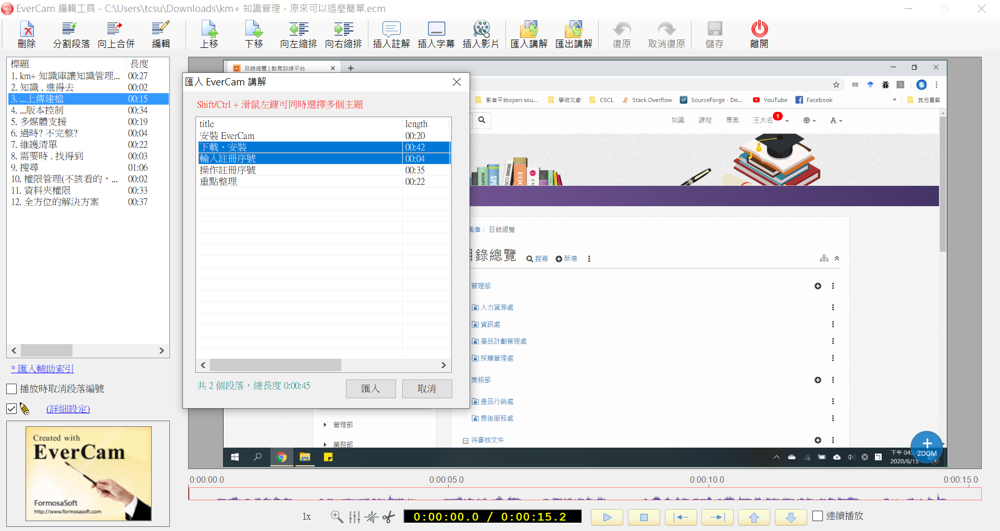 EverCam 編輯工具 - C:\Users\tcsu\Downloads\km+ 知識管理，原來可以這麼簡單.ecm
刪除 分割段落 向上合併 編輯 上移 下移 向左縮排 向右縮排 插入註解 插入字幕 插入影片 匯入講解 匯出講解 復原 取消復原 儲存 離開
標題 長度
1. km+ 知識庫讓知識管理... 00:27
2. 知識 . 進得去 00:02
3. ...上傳建檔 00:15
4. ...版本控制 00:34
5. 多媒體支援 00:19
6. 過時? 不完整? 00:04
7. 維護清單 00:22
8. 需要時 . 找得到 00:03
9. 搜尋 01:06
10. 權限管理(不該看的，... 00:02
11. 資料夾權限 00:33
12. 全方位的解決方案 00:37
* 匯入輔助索引
播放時取消段落編號
(詳細設定)
Created with
EverCam
FormosaSoft
http://www.formosasoft.com
匯入 EverCam 講解
Shift/Ctrl + 滑鼠左鍵可同時選擇多個主題
title length
安裝 EverCam 00:20
下載、安裝 00:42
輸入註冊序號 00:04
操作註冊序號 00:35
重點整理 00:22
共 2 個段落，總長度 0:00:45
匯入 取消
目錄總覽 | 教育訓練平台
影音平台open sou... 學術文獻 CSCL Stack Overflow SourceForge - Do... YouTube Facebook » 其他書籤
知識 課程 專案 王大名 1 A
RECIPE SPO ORGANIC FOO
識庫 / 目錄總覽
目錄總覽 搜尋 新增
管理部
人力資源處
資訊處
產品計劃管理處
採購管理處
業務部
產品行銷處
售後服務處
待審核文件
管理部
業務部
ZOOM
下午 04:
2020/6/15
0:00:00.0 0:00:05.0 0:00:10.0 0:00:15.0
1x
0:00:00.0 / 0:00:15.2
連續播放